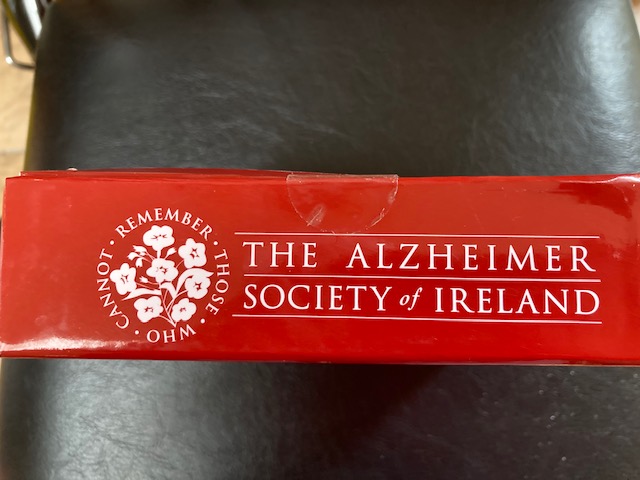 REMEMBER · THOSE · WHO · CANNOT ·
THE ALZHEIMER
SOCIETY of IRELAND